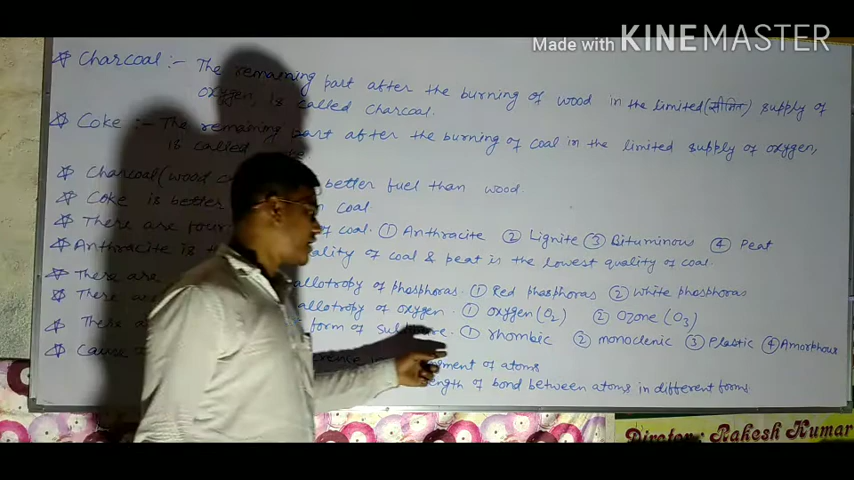 Made with KINEMASTER
☆ Charcoal :- The remaining part after the burning of wood in the limited (सीमित) supply of
oxygen, is called charcoal.
☆ Coke :- The remaining part after the burning of coal in the limited supply of oxygen,
is called
☆ Charcoal (wood better fuel than wood.
☆ Coke is better coal
☆ There are four of coal. ① Anthracite ② Lignite ③ Bituminous ④ Peat
☆ Anthracite is the quality of coal & peat is the lowest quality of coal.
☆ There are allotropy of phosphoras. ① Red phosphoras ② White phosphoras
☆ There allotropy of oxygen. ① oxygen (O₂) ② Ozone (O₃)
☆ There form of ① rhombic ② monoclenic ③ Plastic ④ Amorphous
☆ Cause of atoms
length of bond between atoms in different forms
Director : RAKESH KUMAR